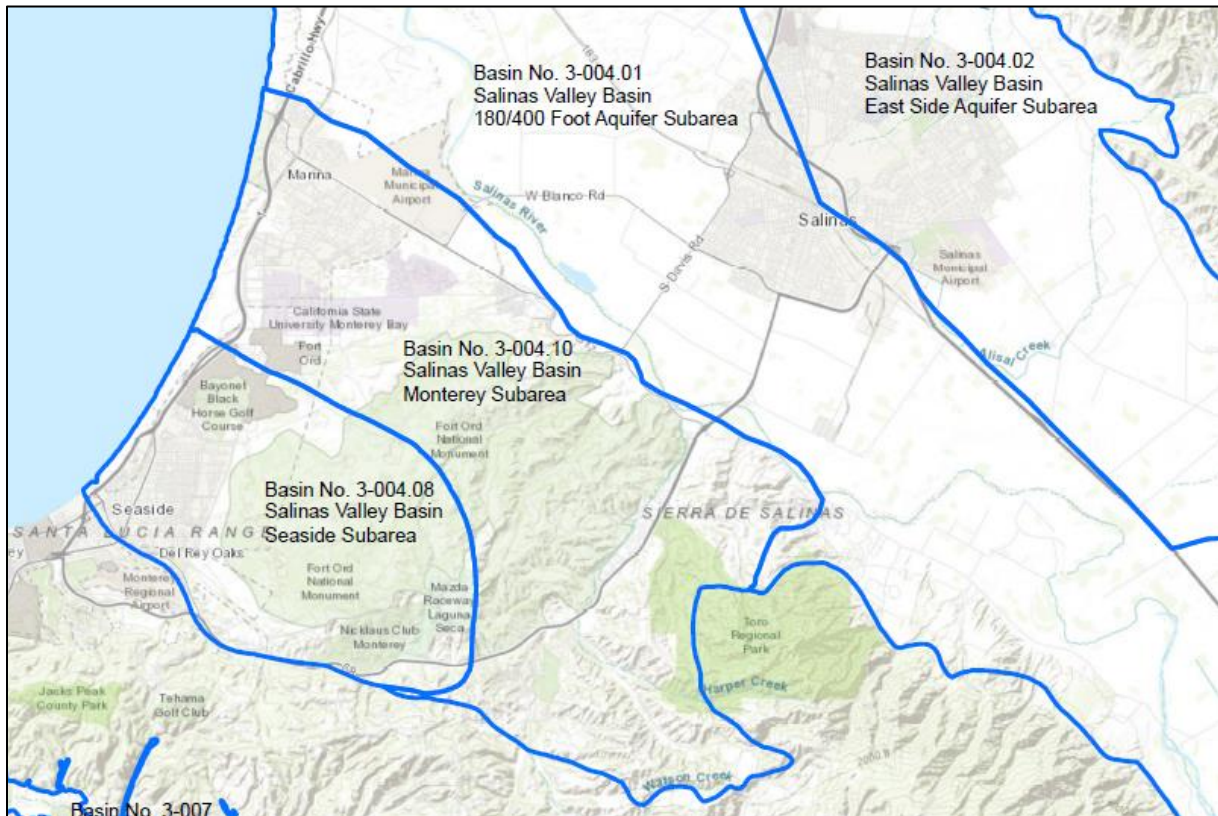 Cabrillo Hwy
183
Basin No. 3-004.01
Salinas Valley Basin
180/400 Foot Aquifer Subarea
Basin No. 3-004.02
Salinas Valley Basin
East Side Aquifer Subarea
Marina
Marina
Municipal
Airport
Salinas River
W Blanco Rd
S Davis Rd
Salinas
Salinas
Municipal
Airport
Alisal Creek
California State
University Monterey Bay
Fort
Ord
Basin No. 3-004.10
Salinas Valley Basin
Monterey Subarea
Bayonet
Black
Horse Golf
Course
Fort Ord
National
Monument
Basin No. 3-004.08
Salinas Valley Basin
Seaside Subarea
Seaside
SANTA LUCIA RANGE
SIERRA DE SALINAS
ey
Del Rey Oaks
Monterey
Regional
Airport
Fort Ord
National
Monument
Mazda
Raceway
Laguna
Seca
Nicklaus Club
Monterey
Toro
Regional
Park
Harper Creek
Jacks Peak
County Park
Tehama
Golf Club
Watson Creek
2000 ft
Basin No. 3-007